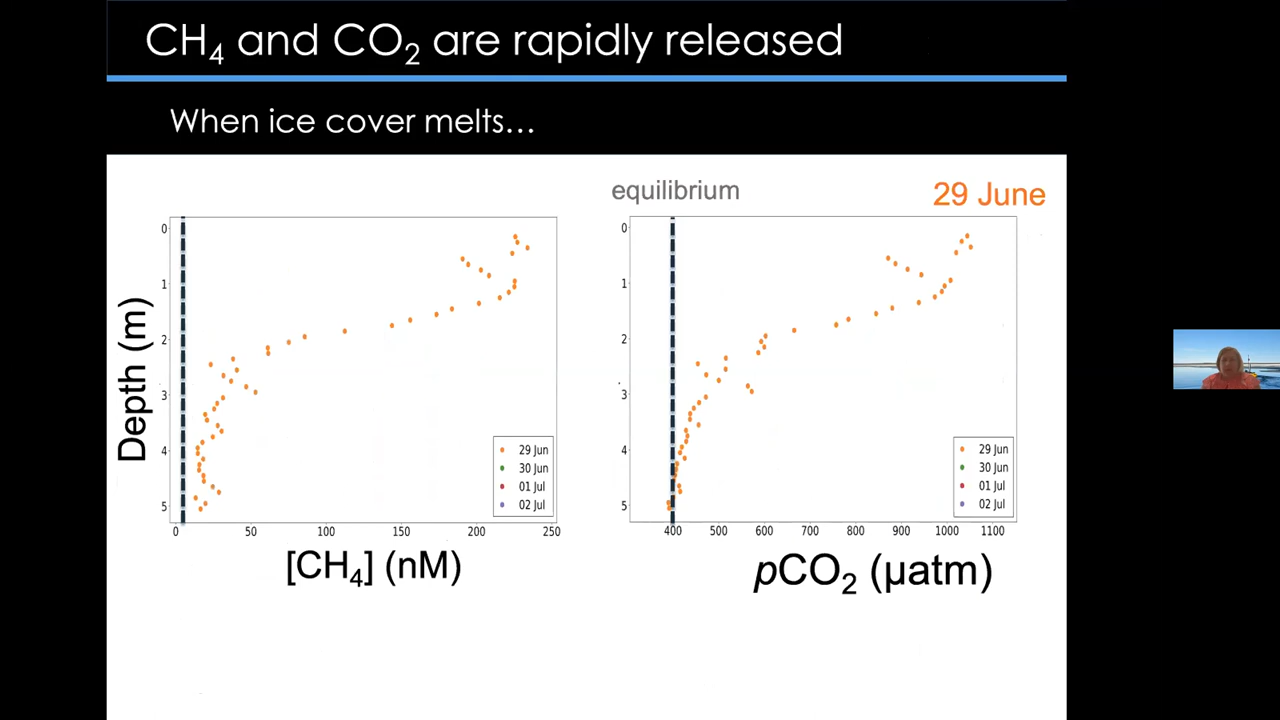 CH₄ and CO₂ are rapidly released
When ice cover melts…
equilibrium
29 June
Depth (m)
0
1
2
3
4
5
0 50 100 150 200 250
[CH₄] (nM)
29 Jun
30 Jun
01 Jul
02 Jul
0
1
2
3
4
5
400 500 600 700 800 900 1000 1100
pCO₂ (µatm)
29 Jun
30 Jun
01 Jul
02 Jul